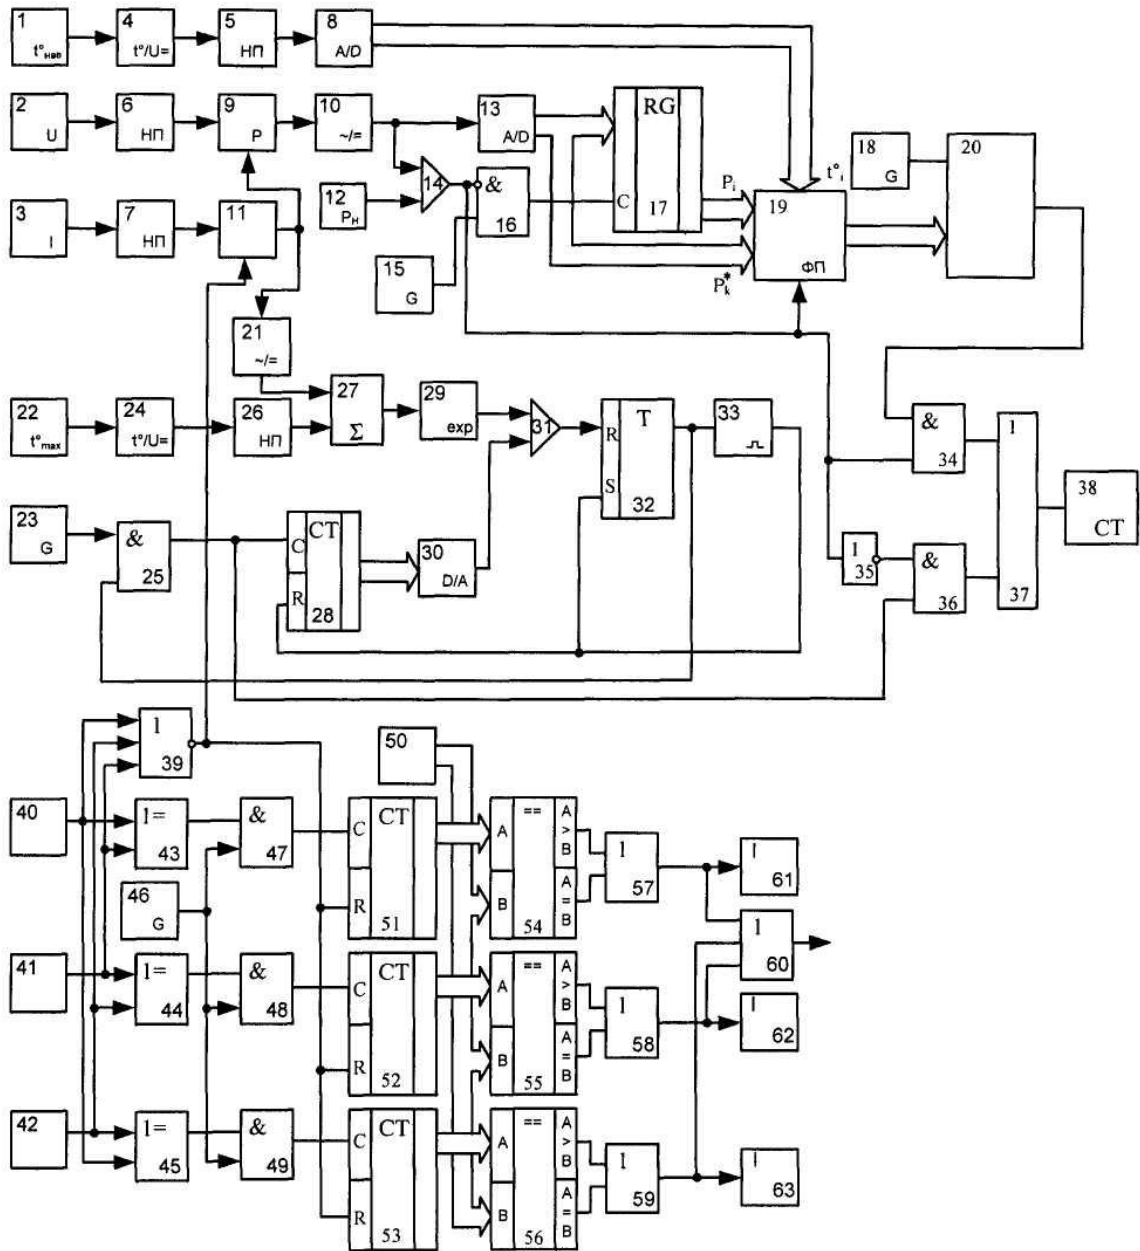 1
t°нав
4
t°/U=
5
НП
8
A/D
2
U
6
НП
9
P
10
~/=
13
A/D
RG
C
17
18
G
20
3
I
7
НП
11
12
Pн
14
&
16
Pi
t°i
19
ФП
15
G
P*k
21
~/=
22
t°max
24
t°/U=
26
НП
27
Σ
29
exp
31
T
R
S
32
33
&
34
1
37
38
CT
23
G
&
25
CT
C
R
28
30
D/A
1
35
&
36
1
39
50
40
1=
43
&
47
CT
C
R
51
==
A
B
A
>
B
A
=
B
54
1
57
1
61
46
G
1
60
41
1=
44
&
48
CT
C
R
52
==
A
B
A
>
B
A
=
B
55
1
58
1
62
42
1=
45
&
49
CT
C
R
53
==
A
B
A
>
B
A
=
B
56
1
59
1
63